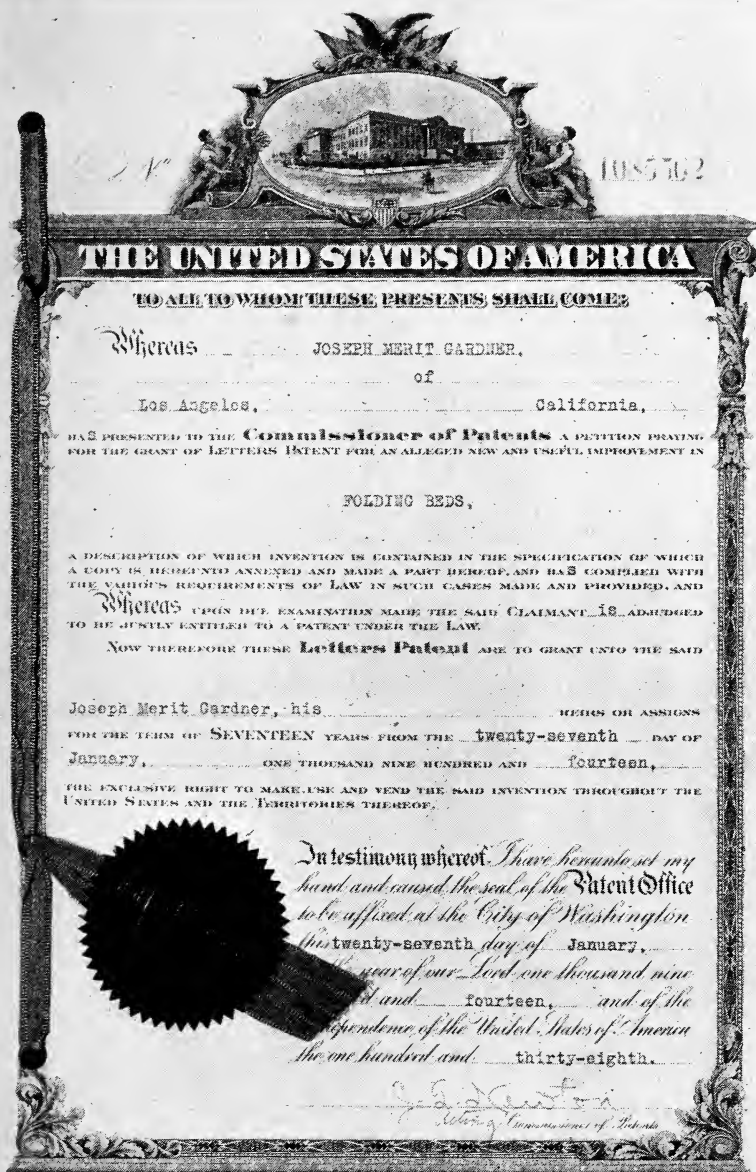 No 1085702
THE UNITED STATES OF AMERICA
TO ALL TO WHOM THESE PRESENTS SHALL COME:
Whereas JOSEPH MERIT GARDNER,
of
Los Angeles, California,
HAS PRESENTED TO THE Commissioner of Patents A PETITION PRAYING
FOR THE GRANT OF LETTERS PATENT FOR AN ALLEGED NEW AND USEFUL IMPROVEMENT IN
FOLDING BEDS,
A DESCRIPTION OF WHICH INVENTION IS CONTAINED IN THE SPECIFICATION OF WHICH
A COPY IS HEREUNTO ANNEXED AND MADE A PART HEREOF, AND HAS COMPLIED WITH
THE VARIOUS REQUIREMENTS OF LAW IN SUCH CASES MADE AND PROVIDED, AND
Whereas UPON DUE EXAMINATION MADE THE SAID CLAIMANT is ADJUDGED
TO BE JUSTLY ENTITLED TO A PATENT UNDER THE LAW.
NOW THEREFORE THESE Letters Patent ARE TO GRANT UNTO THE SAID
Joseph Merit Gardner, his HEIRS OR ASSIGNS
FOR THE TERM OF SEVENTEEN YEARS FROM THE twenty-seventh DAY OF
January, ONE THOUSAND NINE HUNDRED AND fourteen,
THE EXCLUSIVE RIGHT TO MAKE, USE AND VEND THE SAID INVENTION THROUGHOUT THE
UNITED STATES AND THE TERRITORIES THEREOF.
In testimony whereof I have hereunto set my
hand and caused the seal of the Patent Office
to be affixed at the City of Washington
this twenty-seventh day of January,
year of our Lord one thousand nine
and fourteen, and of the
ependence of the United States of America
the one hundred and thirty-eighth.
Newton
Acting Commissioner of Patents